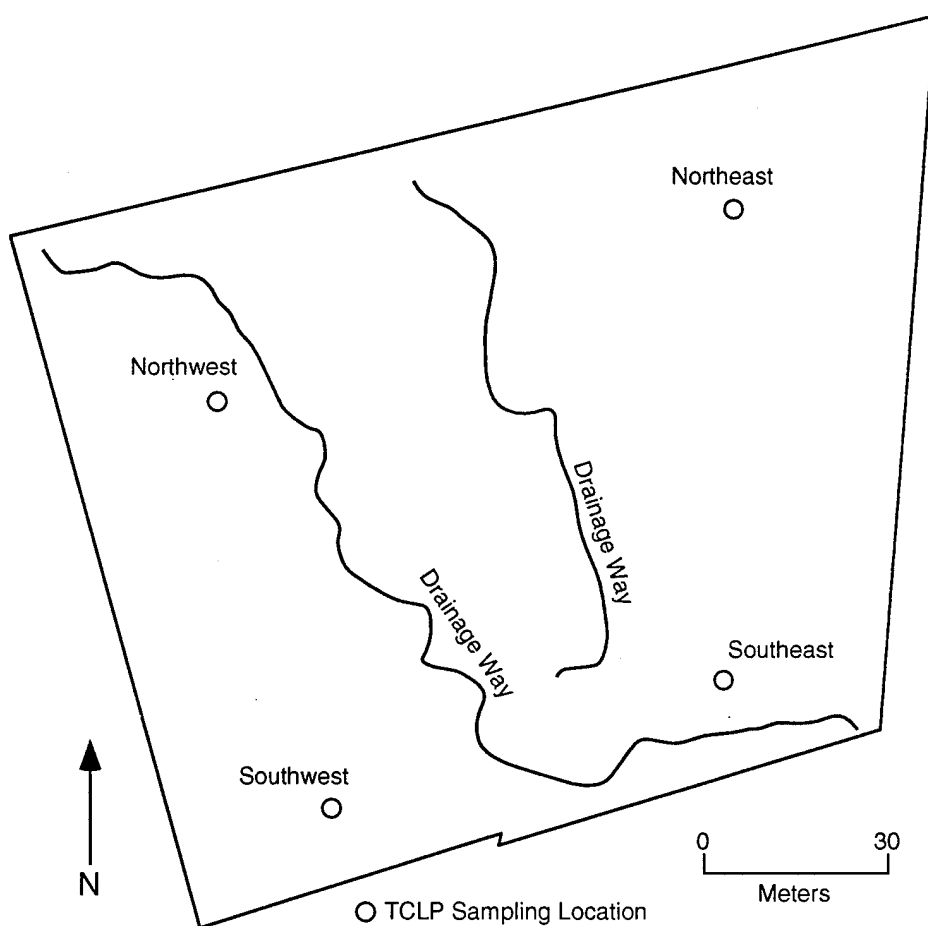 Northeast
Northwest
Drainage Way
Drainage Way
Southeast
Southwest
0 30
Meters
N
TCLP Sampling Location